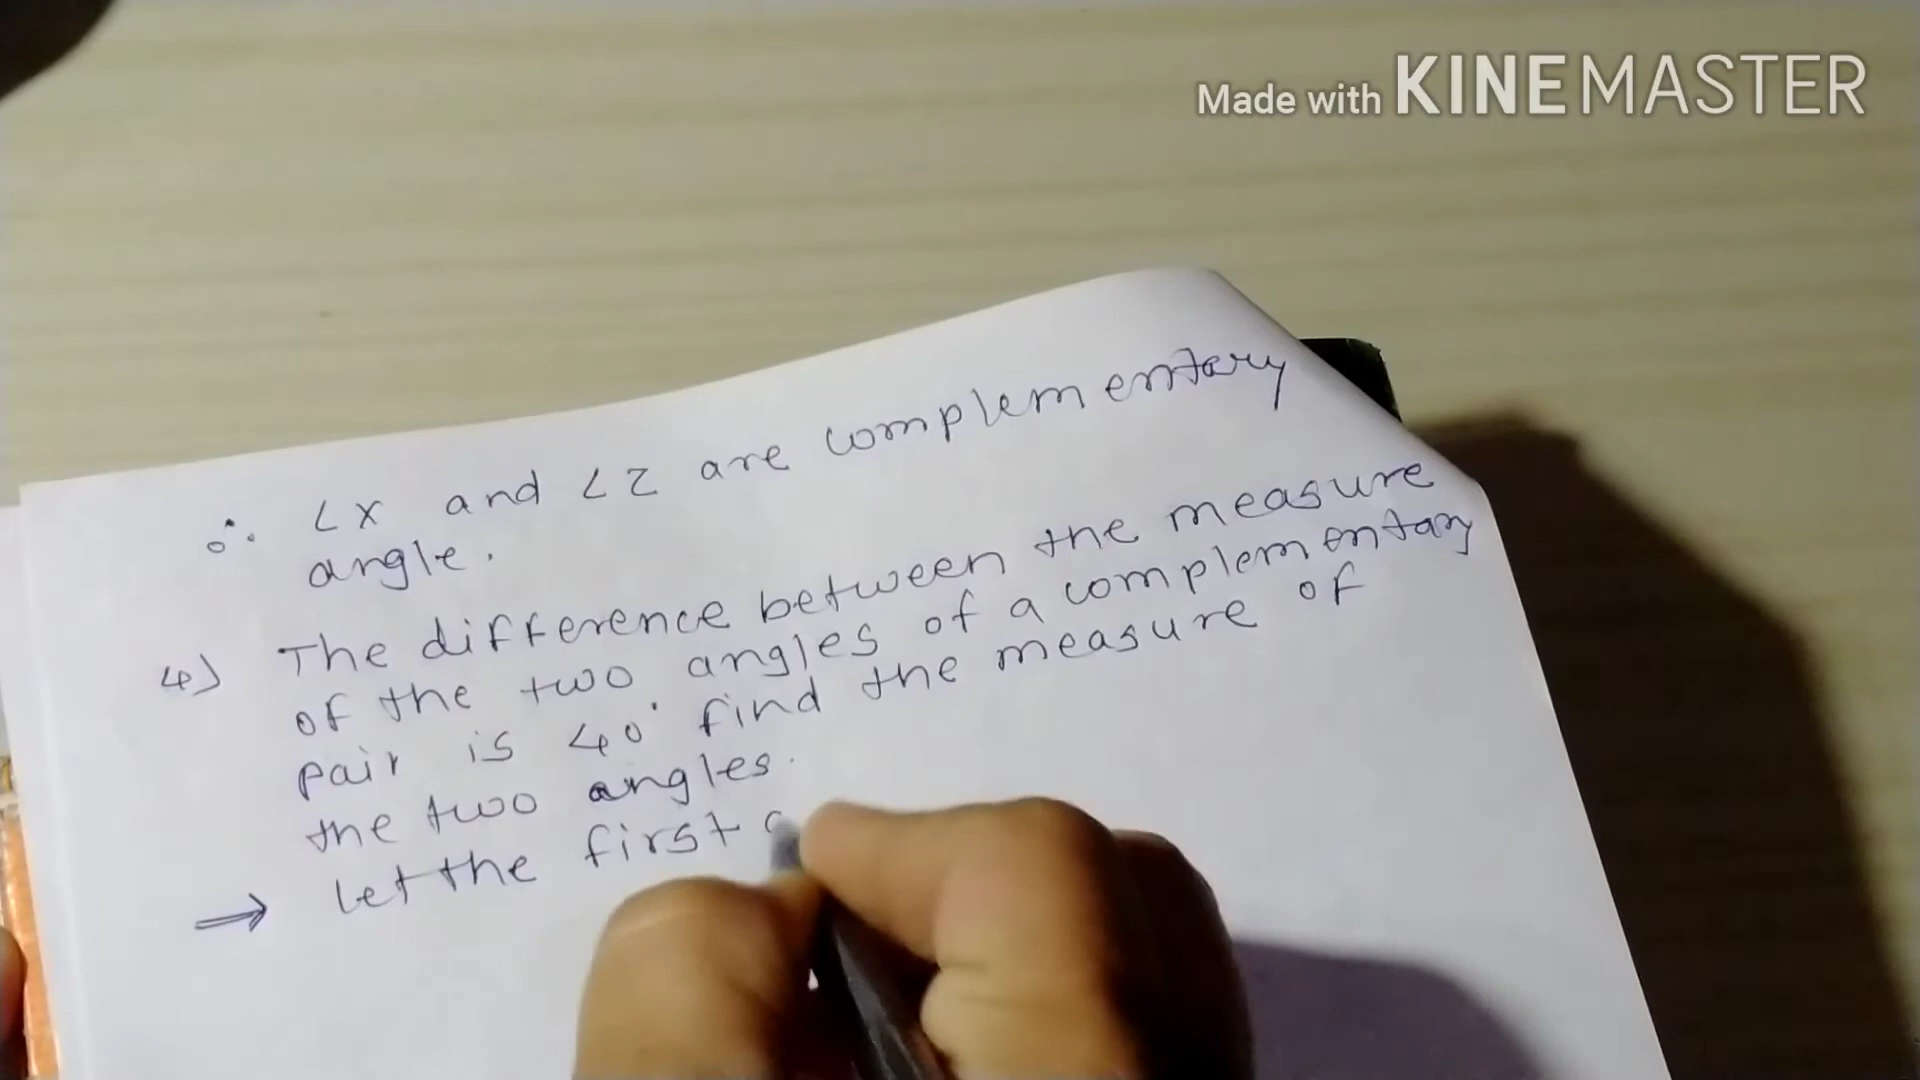 Made with KINEMASTER
∴ ∠X and ∠Z are complementary
angle.
4) The difference between the measure
of the two angles of a complementary
pair is 40° find the measure of
the two angles.
⇒ let the first a